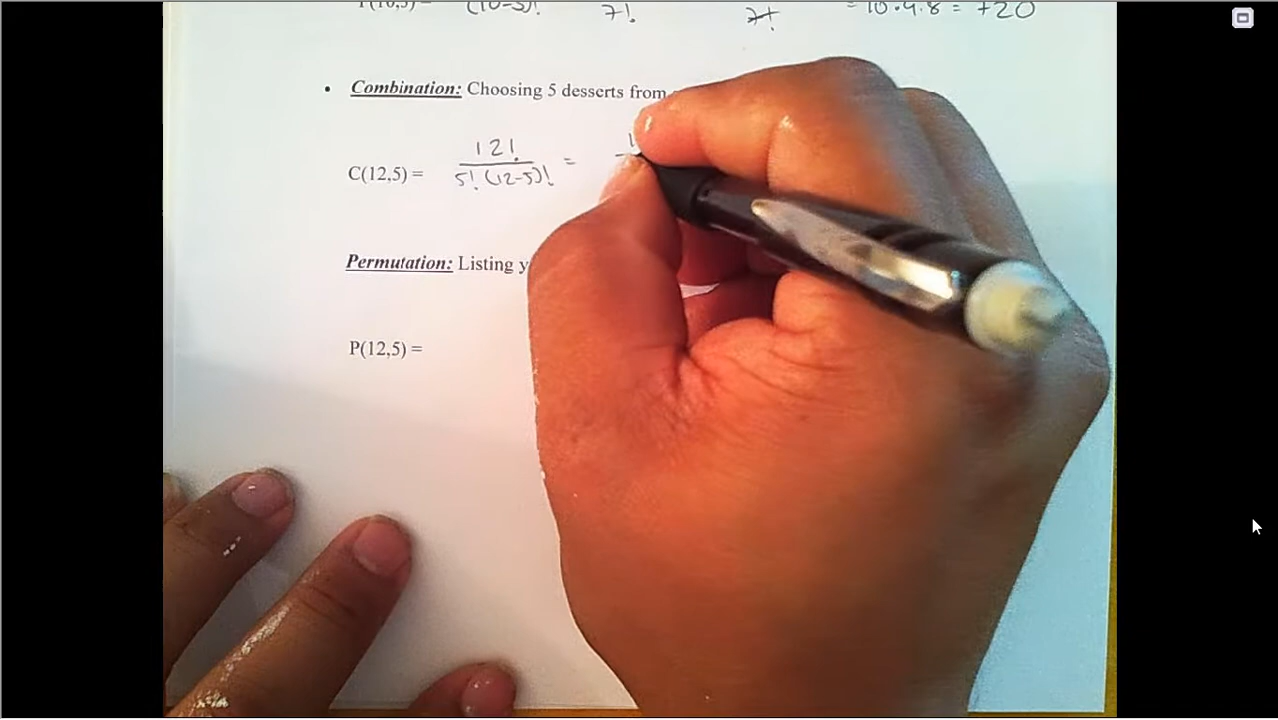 (10-3)! 7! 7! = 10·9·8 = 720
• Combination: Choosing 5 desserts from
12!
C(12,5) = 5! (12-5)! =
Permutation: Listing
P(12,5) =